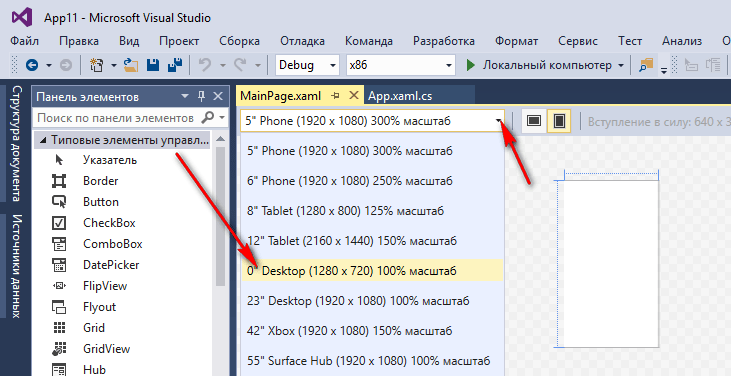 App11 - Microsoft Visual Studio
Файл Правка Вид Проект Сборка Отладка Команда Разработка Формат Сервис Тест Анализ Окно
Debug x86 Локальный компьютер
Структура документа
Источники данных
Панель элементов
Поиск по панели элементов
Типовые элементы управл...
Указатель
Border
Button
CheckBox
ComboBox
DatePicker
FlipView
Flyout
Grid
GridView
Hub
MainPage.xaml App.xaml.cs
5" Phone (1920 x 1080) 300% масштаб
Вступление в силу: 640 x 3
5" Phone (1920 x 1080) 300% масштаб
6" Phone (1920 x 1080) 250% масштаб
8" Tablet (1280 x 800) 125% масштаб
12" Tablet (2160 x 1440) 150% масштаб
0" Desktop (1280 x 720) 100% масштаб
23" Desktop (1920 x 1080) 100% масштаб
42" Xbox (1920 x 1080) 150% масштаб
55" Surface Hub (1920 x 1080) 100% масштаб